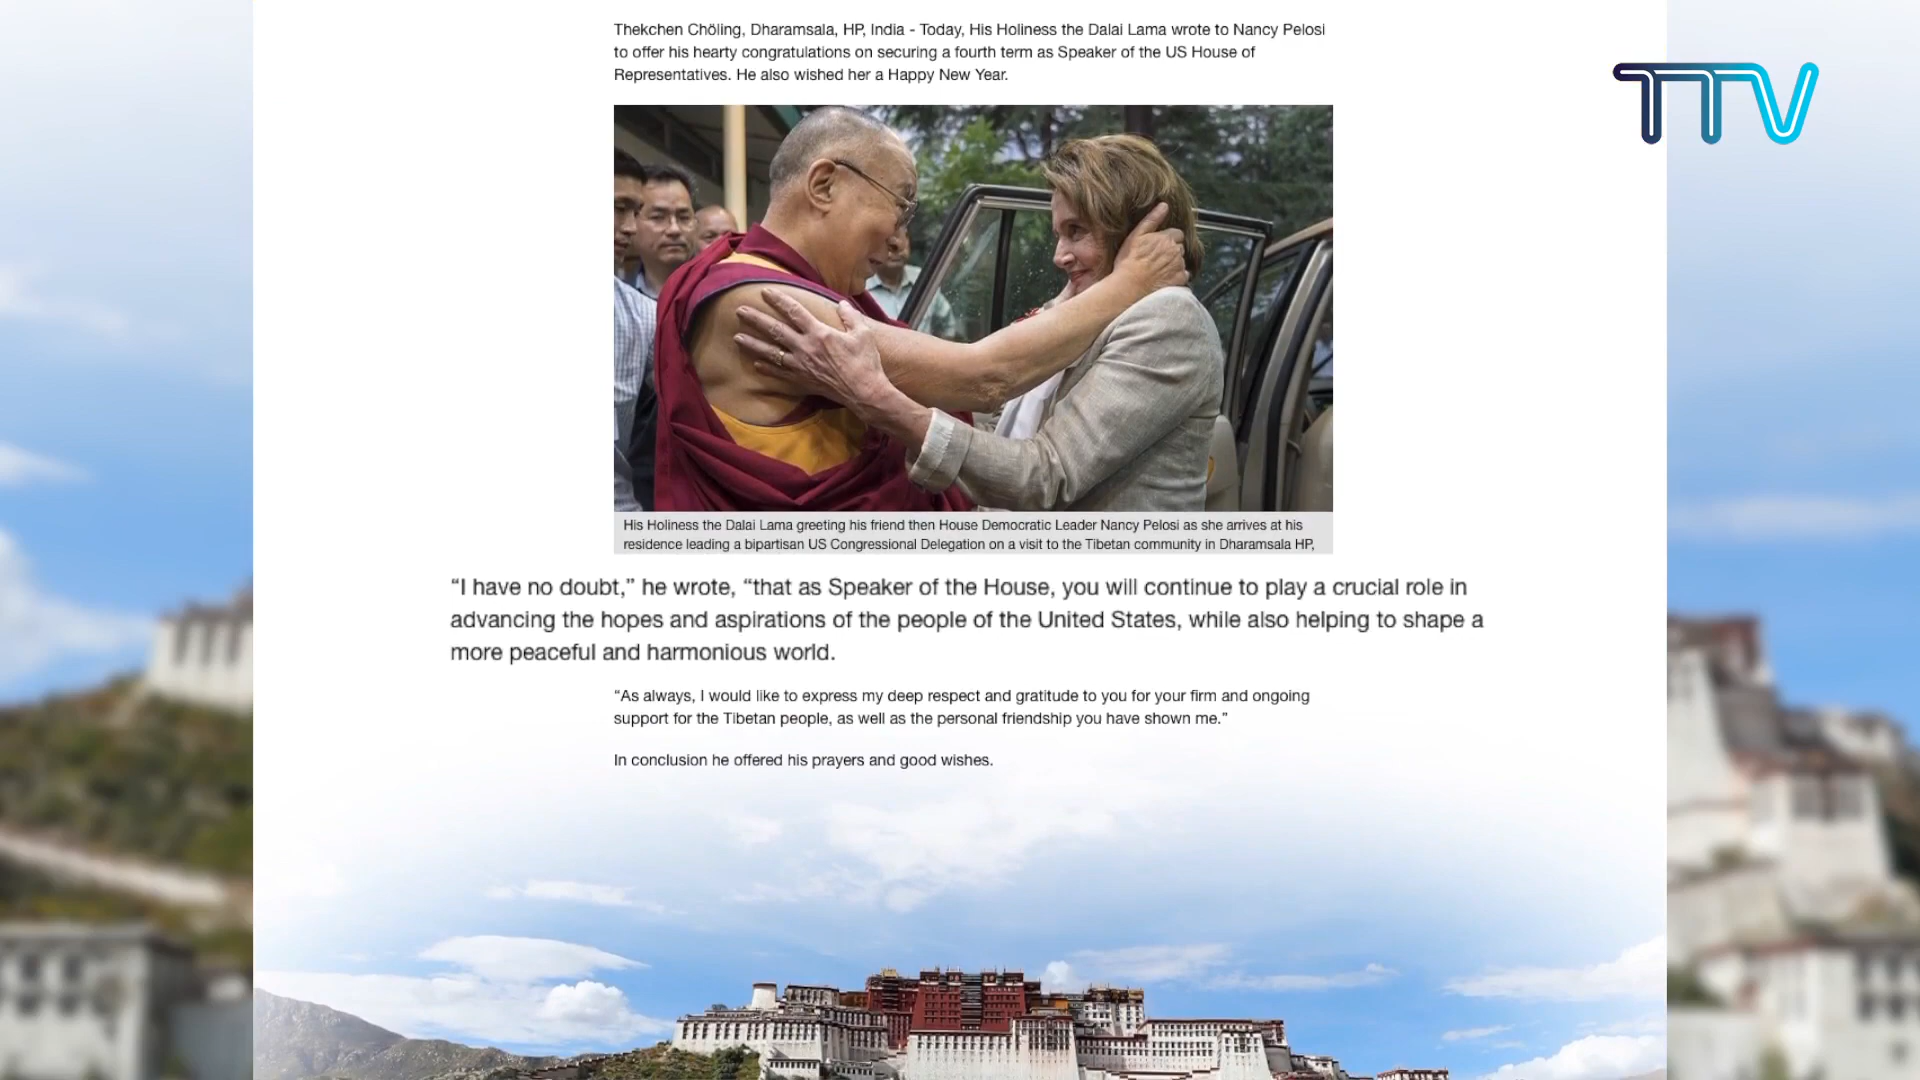 Thekchen Chöling, Dharamsala, HP, India - Today, His Holiness the Dalai Lama wrote to Nancy Pelosi
to offer his hearty congratulations on securing a fourth term as Speaker of the US House of
Representatives. He also wished her a Happy New Year.
TTV
His Holiness the Dalai Lama greeting his friend then House Democratic Leader Nancy Pelosi as she arrives at his
residence leading a bipartisan US Congressional Delegation on a visit to the Tibetan community in Dharamsala HP,
“I have no doubt,” he wrote, “that as Speaker of the House, you will continue to play a crucial role in
advancing the hopes and aspirations of the people of the United States, while also helping to shape a
more peaceful and harmonious world.
“As always, I would like to express my deep respect and gratitude to you for your firm and ongoing
support for the Tibetan people, as well as the personal friendship you have shown me.”
In conclusion he offered his prayers and good wishes.